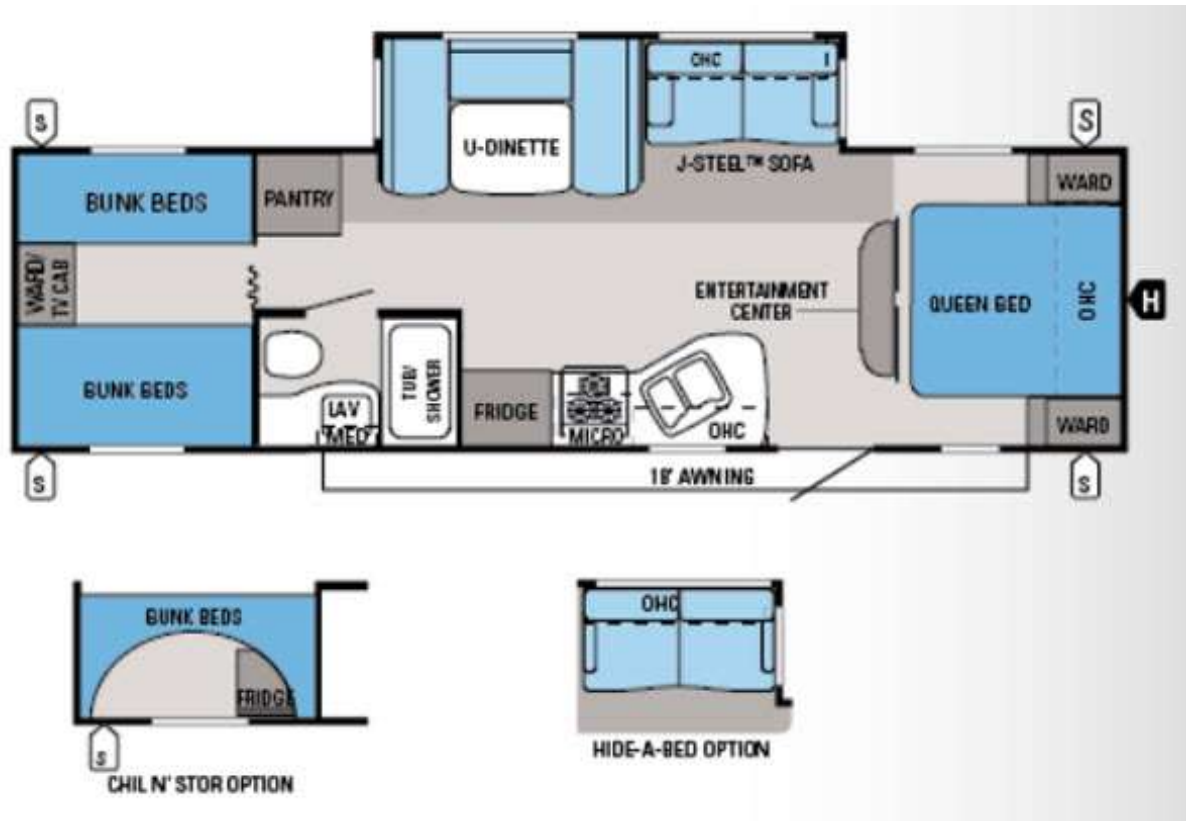 S
S
OHC
U-DINETTE
J-STEEL™ SOFA
BUNK BEDS
PANTRY
WARD
WARD/
TV CAB
ENTERTAINMENT
CENTER
QUEEN BED
OHC
H
BUNK BEDS
TUB/
SHOWER
FRIDGE
LAV
MED
MICRO
OHC
WARD
S
18' AWNING
S
BUNK BEDS
FRIDGE
S
CHIL N' STOR OPTION
OHC
HIDE-A-BED OPTION